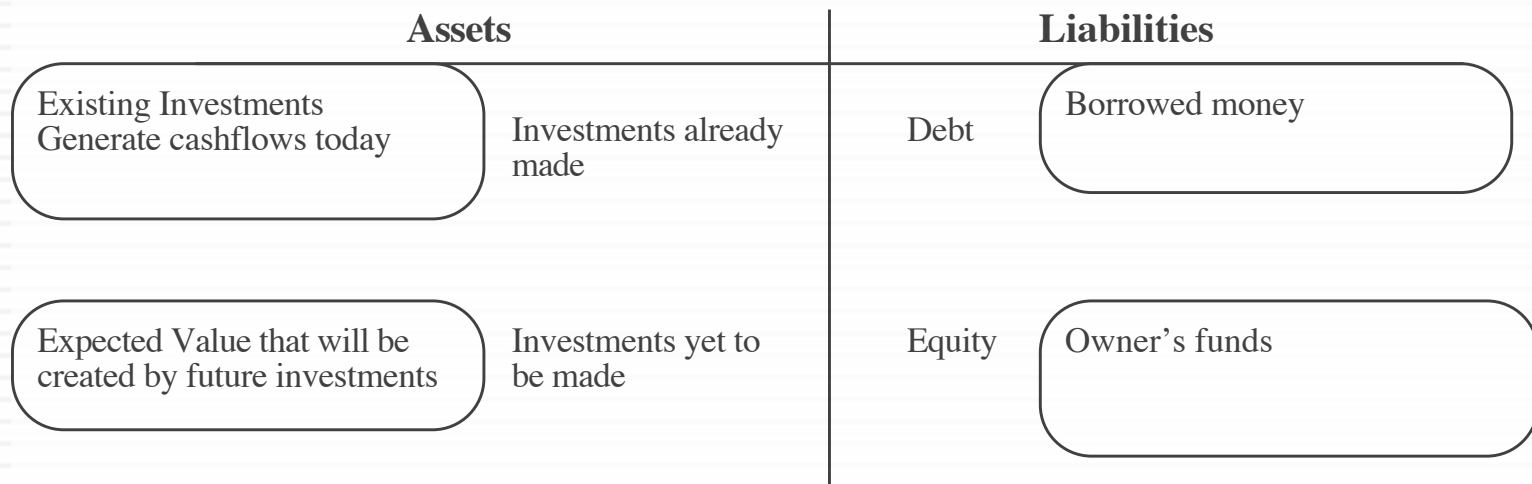 Assets
Liabilities
Existing Investments
Generate cashflows today
Investments already
made
Debt
Borrowed money
Expected Value that will be
created by future investments
Investments yet to
be made
Equity
Owner’s funds